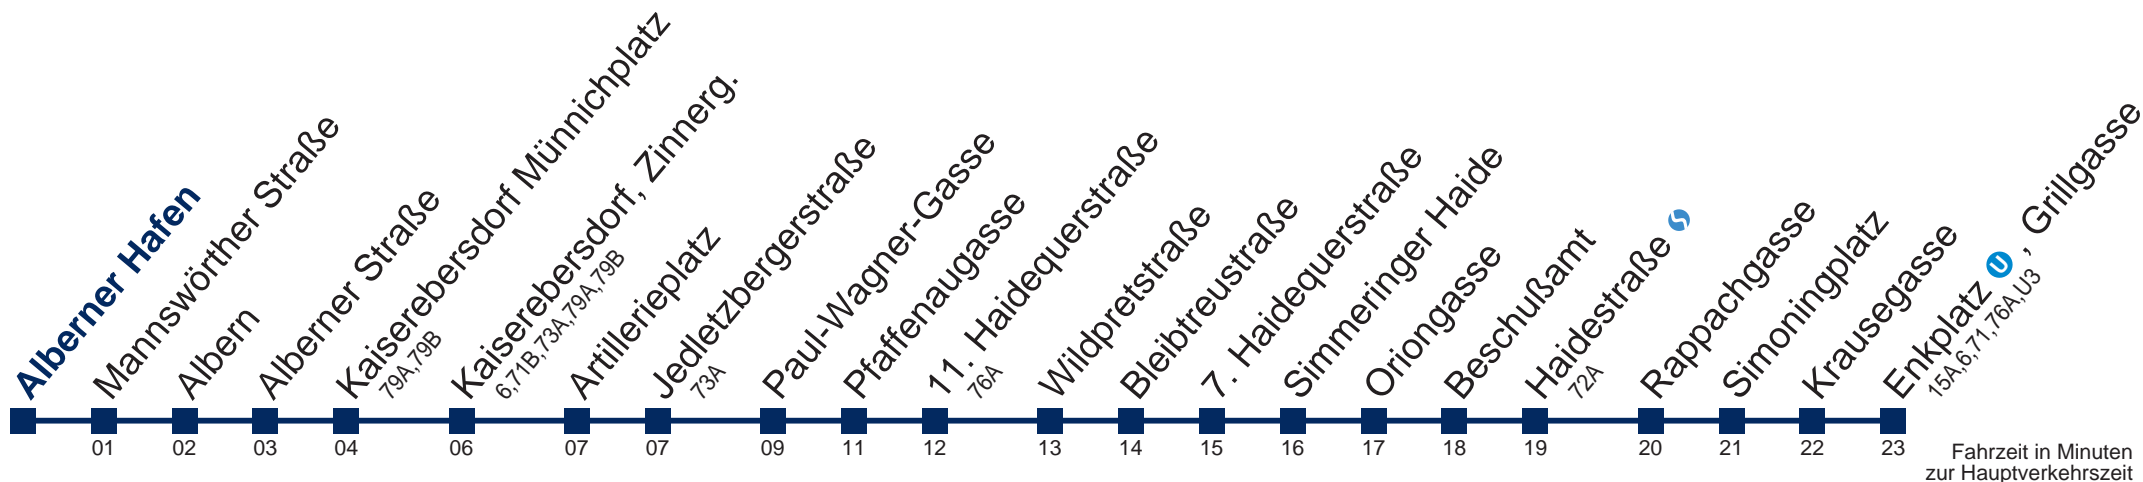 Alberner Hafen
Mannswörther Straße
Albern
Alberner Straße
Kaiserebersdorf Münnichplatz
79A,79B
Kaiserebersdorf, Zinnerg.
6,71B,73A,79A,79B
Artillerieplatz
Jedletzbergerstraße
73A
Paul-Wagner-Gasse
Pfaffenaugasse
11. Haidequerstraße
76A
Wildpretstraße
Bleibtreustraße
7. Haidequerstraße
Simmeringer Haide
Oriongasse
Beschußamt
Haidestraße S
72A
Rappachgasse
Simoningplatz
Krausegasse
Enkplatz U , Grillgasse
15A,6,71,76A,U3
01 02 03 04 06 07 07 09 11 12 13 14 15 16 17 18 19 20 21 22 23
Fahrzeit in Minuten
zur Hauptverkehrszeit